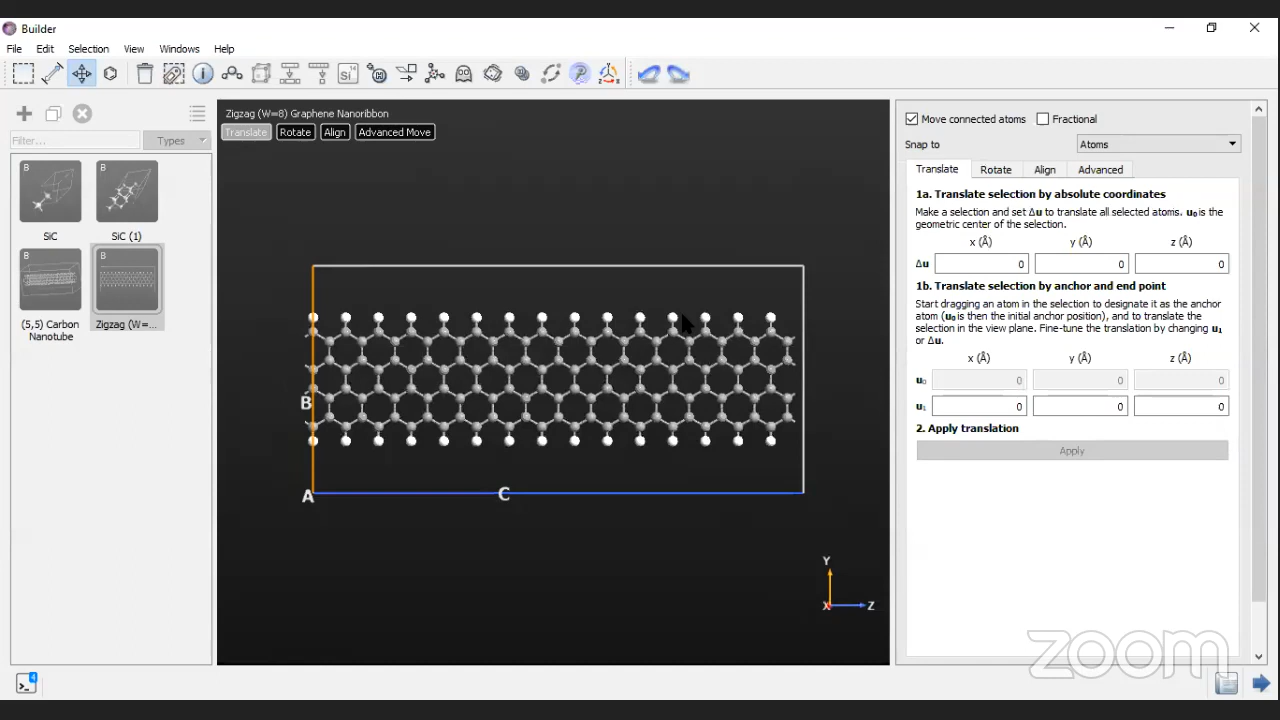 Builder
File Edit Selection View Windows Help
Filter...
Types
B
B
SiC
SiC (1)
B
B
(5,5) Carbon
Nanotube
Zigzag (W=...
4
Zigzag (W=8) Graphene Nanoribbon
Translate Rotate Align Advanced Move
B
A
C
Y
X
Z
Move connected atoms Fractional
Snap to Atoms
Translate Rotate Align Advanced
1a. Translate selection by absolute coordinates
Make a selection and set Δu to translate all selected atoms. u₀ is the
geometric center of the selection.
x (Å) y (Å) z (Å)
Δu 0 0 0
1b. Translate selection by anchor and end point
Start dragging an atom in the selection to designate it as the anchor
atom (u₀ is then the initial anchor position), and to translate the
selection in the view plane. Fine-tune the translation by changing u₁
or Δu.
x (Å) y (Å) z (Å)
u₀ 0 0 0
u₁ 0 0 0
2. Apply translation
Apply
zoom